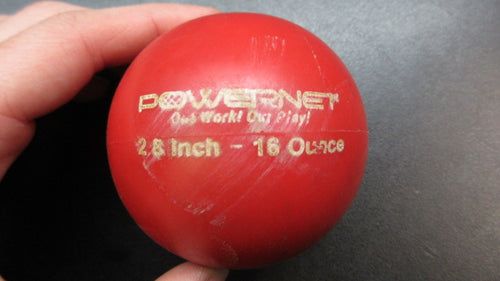 POWERNET
Out Work! Out Play!
2.8 Inch - 16 Ounce